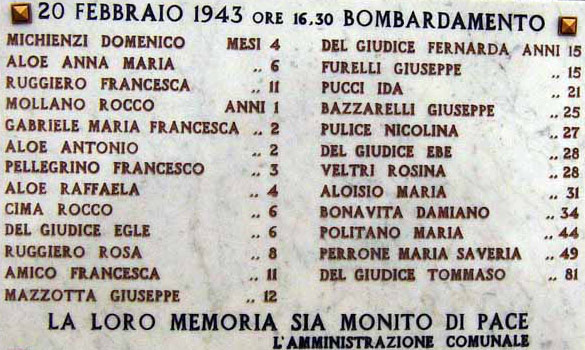 20 FEBBRAIO 1943 ORE 16.30 BOMBARDAMENTO
MICHIENZI DOMENICO MESI 4
ALOE ANNA MARIA ,, 6
RUGGIERO FRANCESCA ,, 11
MOLLANO ROCCO ANNI 1
GABRIELE MARIA FRANCESCA ,, 2
ALOE ANTONIO ,, 2
PELLEGRINO FRANCESCO ,, 3
ALOE RAFFAELA ,, 4
CIMA ROCCO ,, 6
DEL GIUDICE EGLE ,, 6
RUGGIERO ROSA ,, 8
AMICO FRANCESCA ,, 11
MAZZOTTA GIUSEPPE ,, 12
DEL GIUDICE FERNARDA ANNI 15
FURELLI GIUSEPPE ,, 15
PUCCI IDA ,, 21
BAZZARELLI GIUSEPPE ,, 25
PULICE NICOLINA ,, 27
DEL GIUDICE EBE ,, 28
VELTRI ROSINA ,, 28
ALOISIO MARIA ,, 31
BONAVITA DAMIANO ,, 34
POLITANO MARIA ,, 44
PERRONE MARIA SAVERIA ,, 49
DEL GIUDICE TOMMASO ,, 81
LA LORO MEMORIA SIA MONITO DI PACE
L'AMMINISTRAZIONE COMUNALE